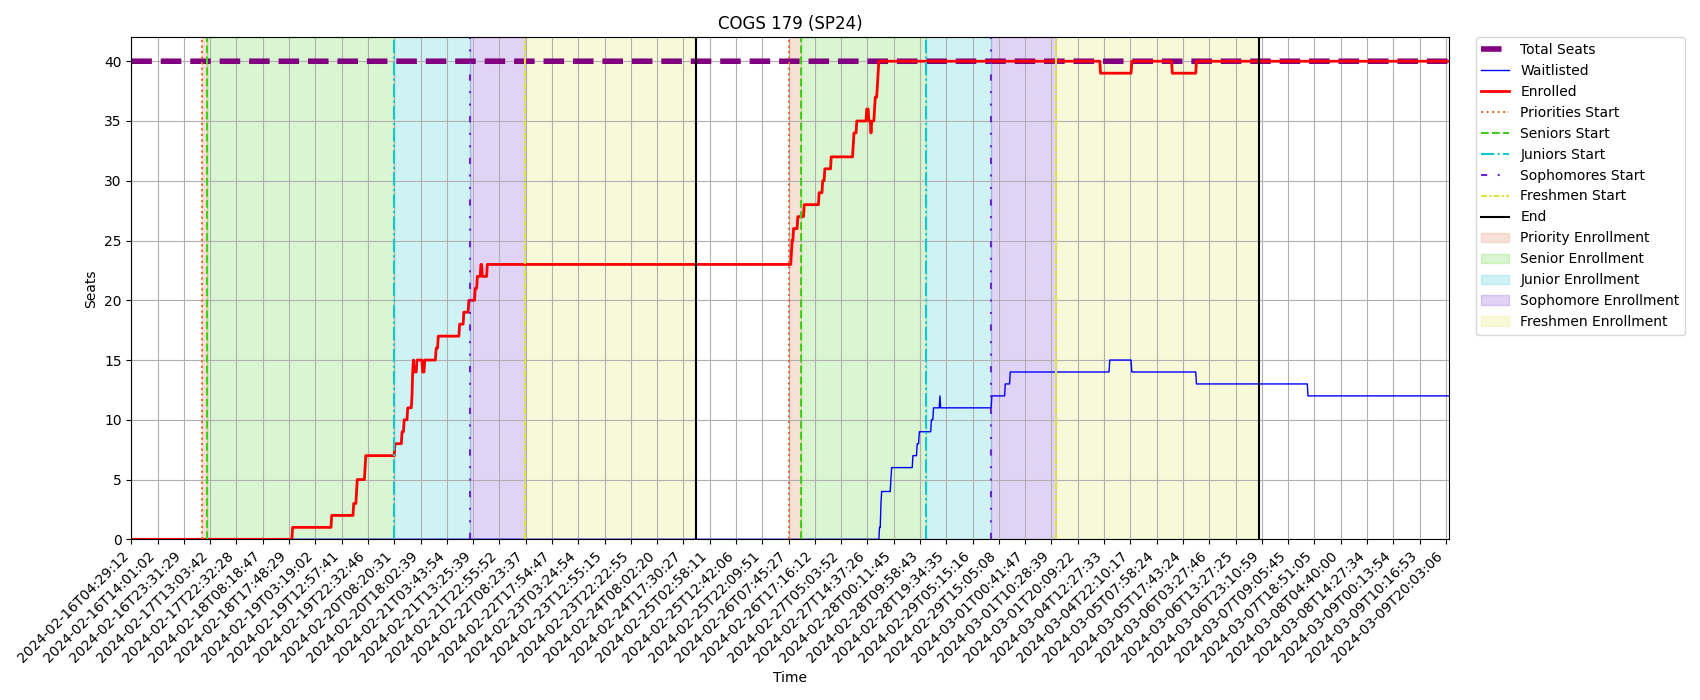 COGS 179 (SP24)
Seats
40
35
30
25
20
15
10
5
0
2024-02-16T04:29:12
2024-02-16T14:01:02
2024-02-16T23:31:29
2024-02-17T13:03:42
2024-02-17T22:32:28
2024-02-18T08:18:47
2024-02-18T17:48:29
2024-02-19T03:19:02
2024-02-19T12:57:41
2024-02-19T22:32:46
2024-02-20T08:20:31
2024-02-20T18:02:39
2024-02-21T03:43:54
2024-02-21T13:25:39
2024-02-21T22:55:52
2024-02-22T08:23:37
2024-02-22T17:54:47
2024-02-23T03:24:54
2024-02-23T12:55:15
2024-02-23T22:22:55
2024-02-24T08:02:20
2024-02-24T17:30:27
2024-02-25T02:58:11
2024-02-25T12:42:06
2024-02-25T22:09:51
2024-02-26T07:45:27
2024-02-26T17:16:12
2024-02-27T05:03:52
2024-02-27T14:37:26
2024-02-28T00:11:45
2024-02-28T09:58:43
2024-02-28T19:34:35
2024-02-29T05:15:16
2024-02-29T15:05:08
2024-03-01T00:41:47
2024-03-01T10:28:39
2024-03-01T20:09:22
2024-03-04T12:27:33
2024-03-04T22:10:17
2024-03-05T07:58:24
2024-03-05T17:43:24
2024-03-06T03:27:46
2024-03-06T13:27:25
2024-03-06T23:10:59
2024-03-07T09:05:45
2024-03-07T18:51:05
2024-03-08T04:40:00
2024-03-08T14:27:34
2024-03-09T00:13:54
2024-03-09T10:16:53
2024-03-09T20:03:06
Time
Total Seats
Waitlisted
Enrolled
Priorities Start
Seniors Start
Juniors Start
Sophomores Start
Freshmen Start
End
Priority Enrollment
Senior Enrollment
Junior Enrollment
Sophomore Enrollment
Freshmen Enrollment